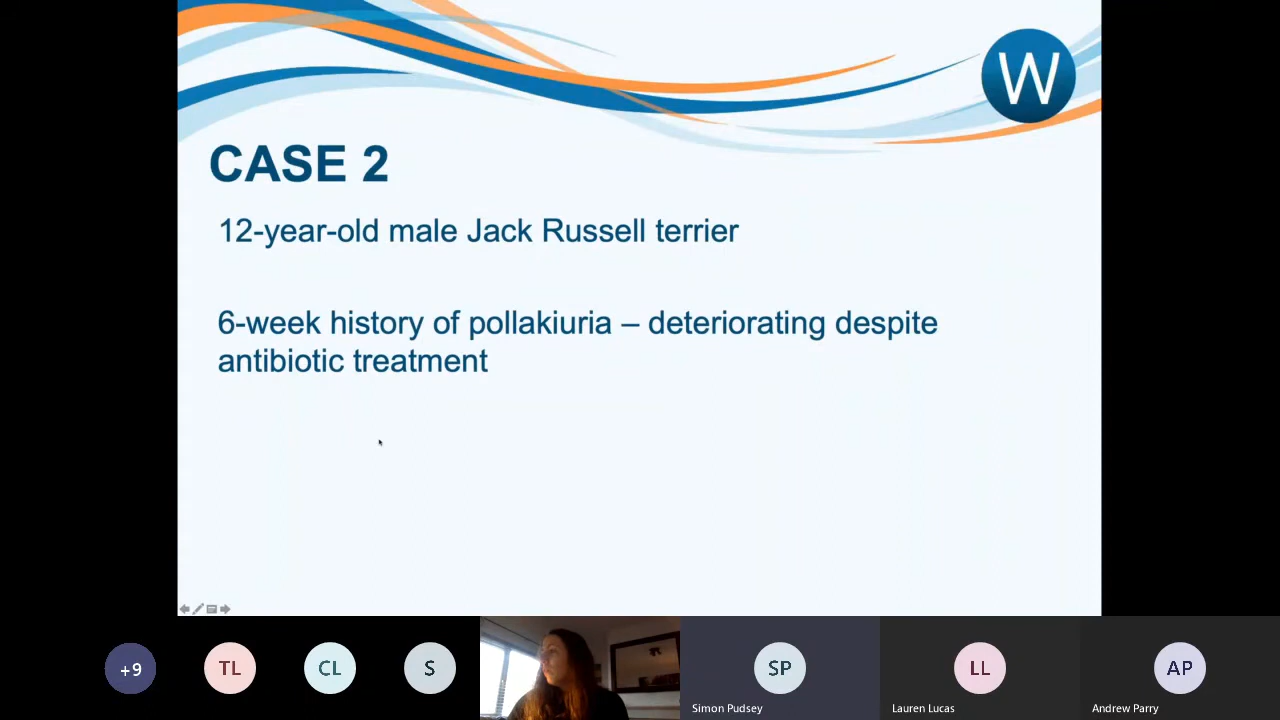 W
CASE 2
12-year-old male Jack Russell terrier
6-week history of pollakiuria – deteriorating despite
antibiotic treatment
+9
TL
CL
S
SP
LL
AP
Simon Pudsey
Lauren Lucas
Andrew Parry